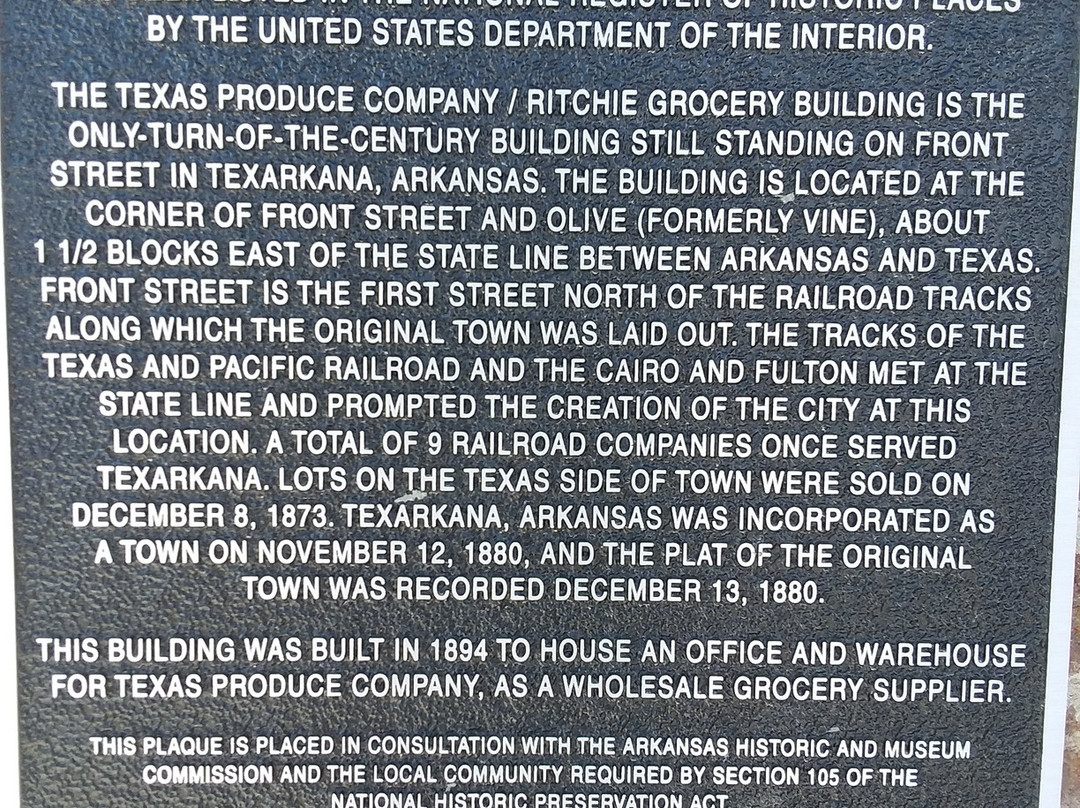 LISTED IN THE NATIONAL REGISTER OF HISTORIC PLACES
BY THE UNITED STATES DEPARTMENT OF THE INTERIOR.
THE TEXAS PRODUCE COMPANY / RITCHIE GROCERY BUILDING IS THE
ONLY-TURN-OF-THE-CENTURY BUILDING STILL STANDING ON FRONT
STREET IN TEXARKANA, ARKANSAS. THE BUILDING IS LOCATED AT THE
CORNER OF FRONT STREET AND OLIVE (FORMERLY VINE), ABOUT
1 1/2 BLOCKS EAST OF THE STATE LINE BETWEEN ARKANSAS AND TEXAS.
FRONT STREET IS THE FIRST STREET NORTH OF THE RAILROAD TRACKS
ALONG WHICH THE ORIGINAL TOWN WAS LAID OUT. THE TRACKS OF THE
TEXAS AND PACIFIC RAILROAD AND THE CAIRO AND FULTON MET AT THE
STATE LINE AND PROMPTED THE CREATION OF THE CITY AT THIS
LOCATION. A TOTAL OF 9 RAILROAD COMPANIES ONCE SERVED
TEXARKANA. LOTS ON THE TEXAS SIDE OF TOWN WERE SOLD ON
DECEMBER 8, 1873. TEXARKANA, ARKANSAS WAS INCORPORATED AS
A TOWN ON NOVEMBER 12, 1880, AND THE PLAT OF THE ORIGINAL
TOWN WAS RECORDED DECEMBER 13, 1880.
THIS BUILDING WAS BUILT IN 1894 TO HOUSE AN OFFICE AND WAREHOUSE
FOR TEXAS PRODUCE COMPANY, AS A WHOLESALE GROCERY SUPPLIER.
THIS PLAQUE IS PLACED IN CONSULTATION WITH THE ARKANSAS HISTORIC AND MUSEUM
COMMISSION AND THE LOCAL COMMUNITY REQUIRED BY SECTION 105 OF THE
NATIONAL HISTORIC PRESERVATION ACT